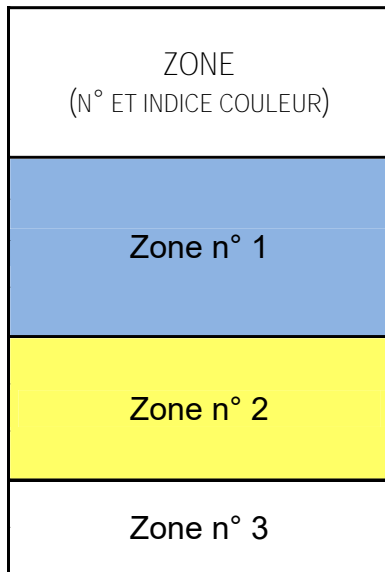 ZONE
(N° ET INDICE COULEUR)
Zone n° 1
Zone n° 2
Zone n° 3